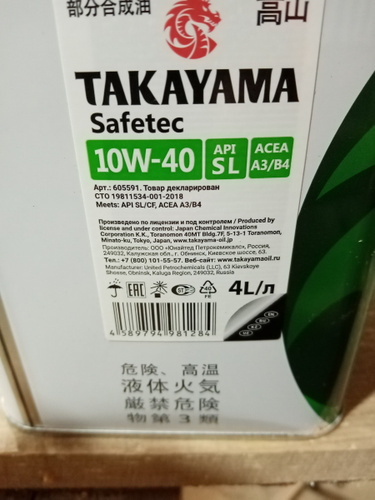 部分合成油
高山
TAKAYAMA
Safetec
10W-40
API
SL
ACEA
A3/B4
Арт.: 605591. Товар декларирован
СТО 19811534-001-2018
Meets: API SL/CF, ACEA A3/B4
Произведено по лицензии и под контролем / Produced by
license and under control: Japan Chemical Innovations
Corporation K.K., Toranomon 40MT Bldg.7F, 5-13-1 Toranomon,
Minato-ku, Tokyo, Japan, www.takayama-oil.jp
Производитель: ООО «Юнайтед Петрокемикалс», Россия,
249032, Калужская обл., г. Обнинск, Киевское шоссе, 63.
Тел.: +7 (800) 101-55-57. Веб-сайт: www.takayamaoil.ru
Manufacturer: United Petrochemicals (LLC), 63 Kievskoye
Shosse, Obninsk, Kaluga Region, 249032, Russia
EAC
FE
4L/л
4589794981284
危険、高温
液体火気
厳禁危険
物第3類